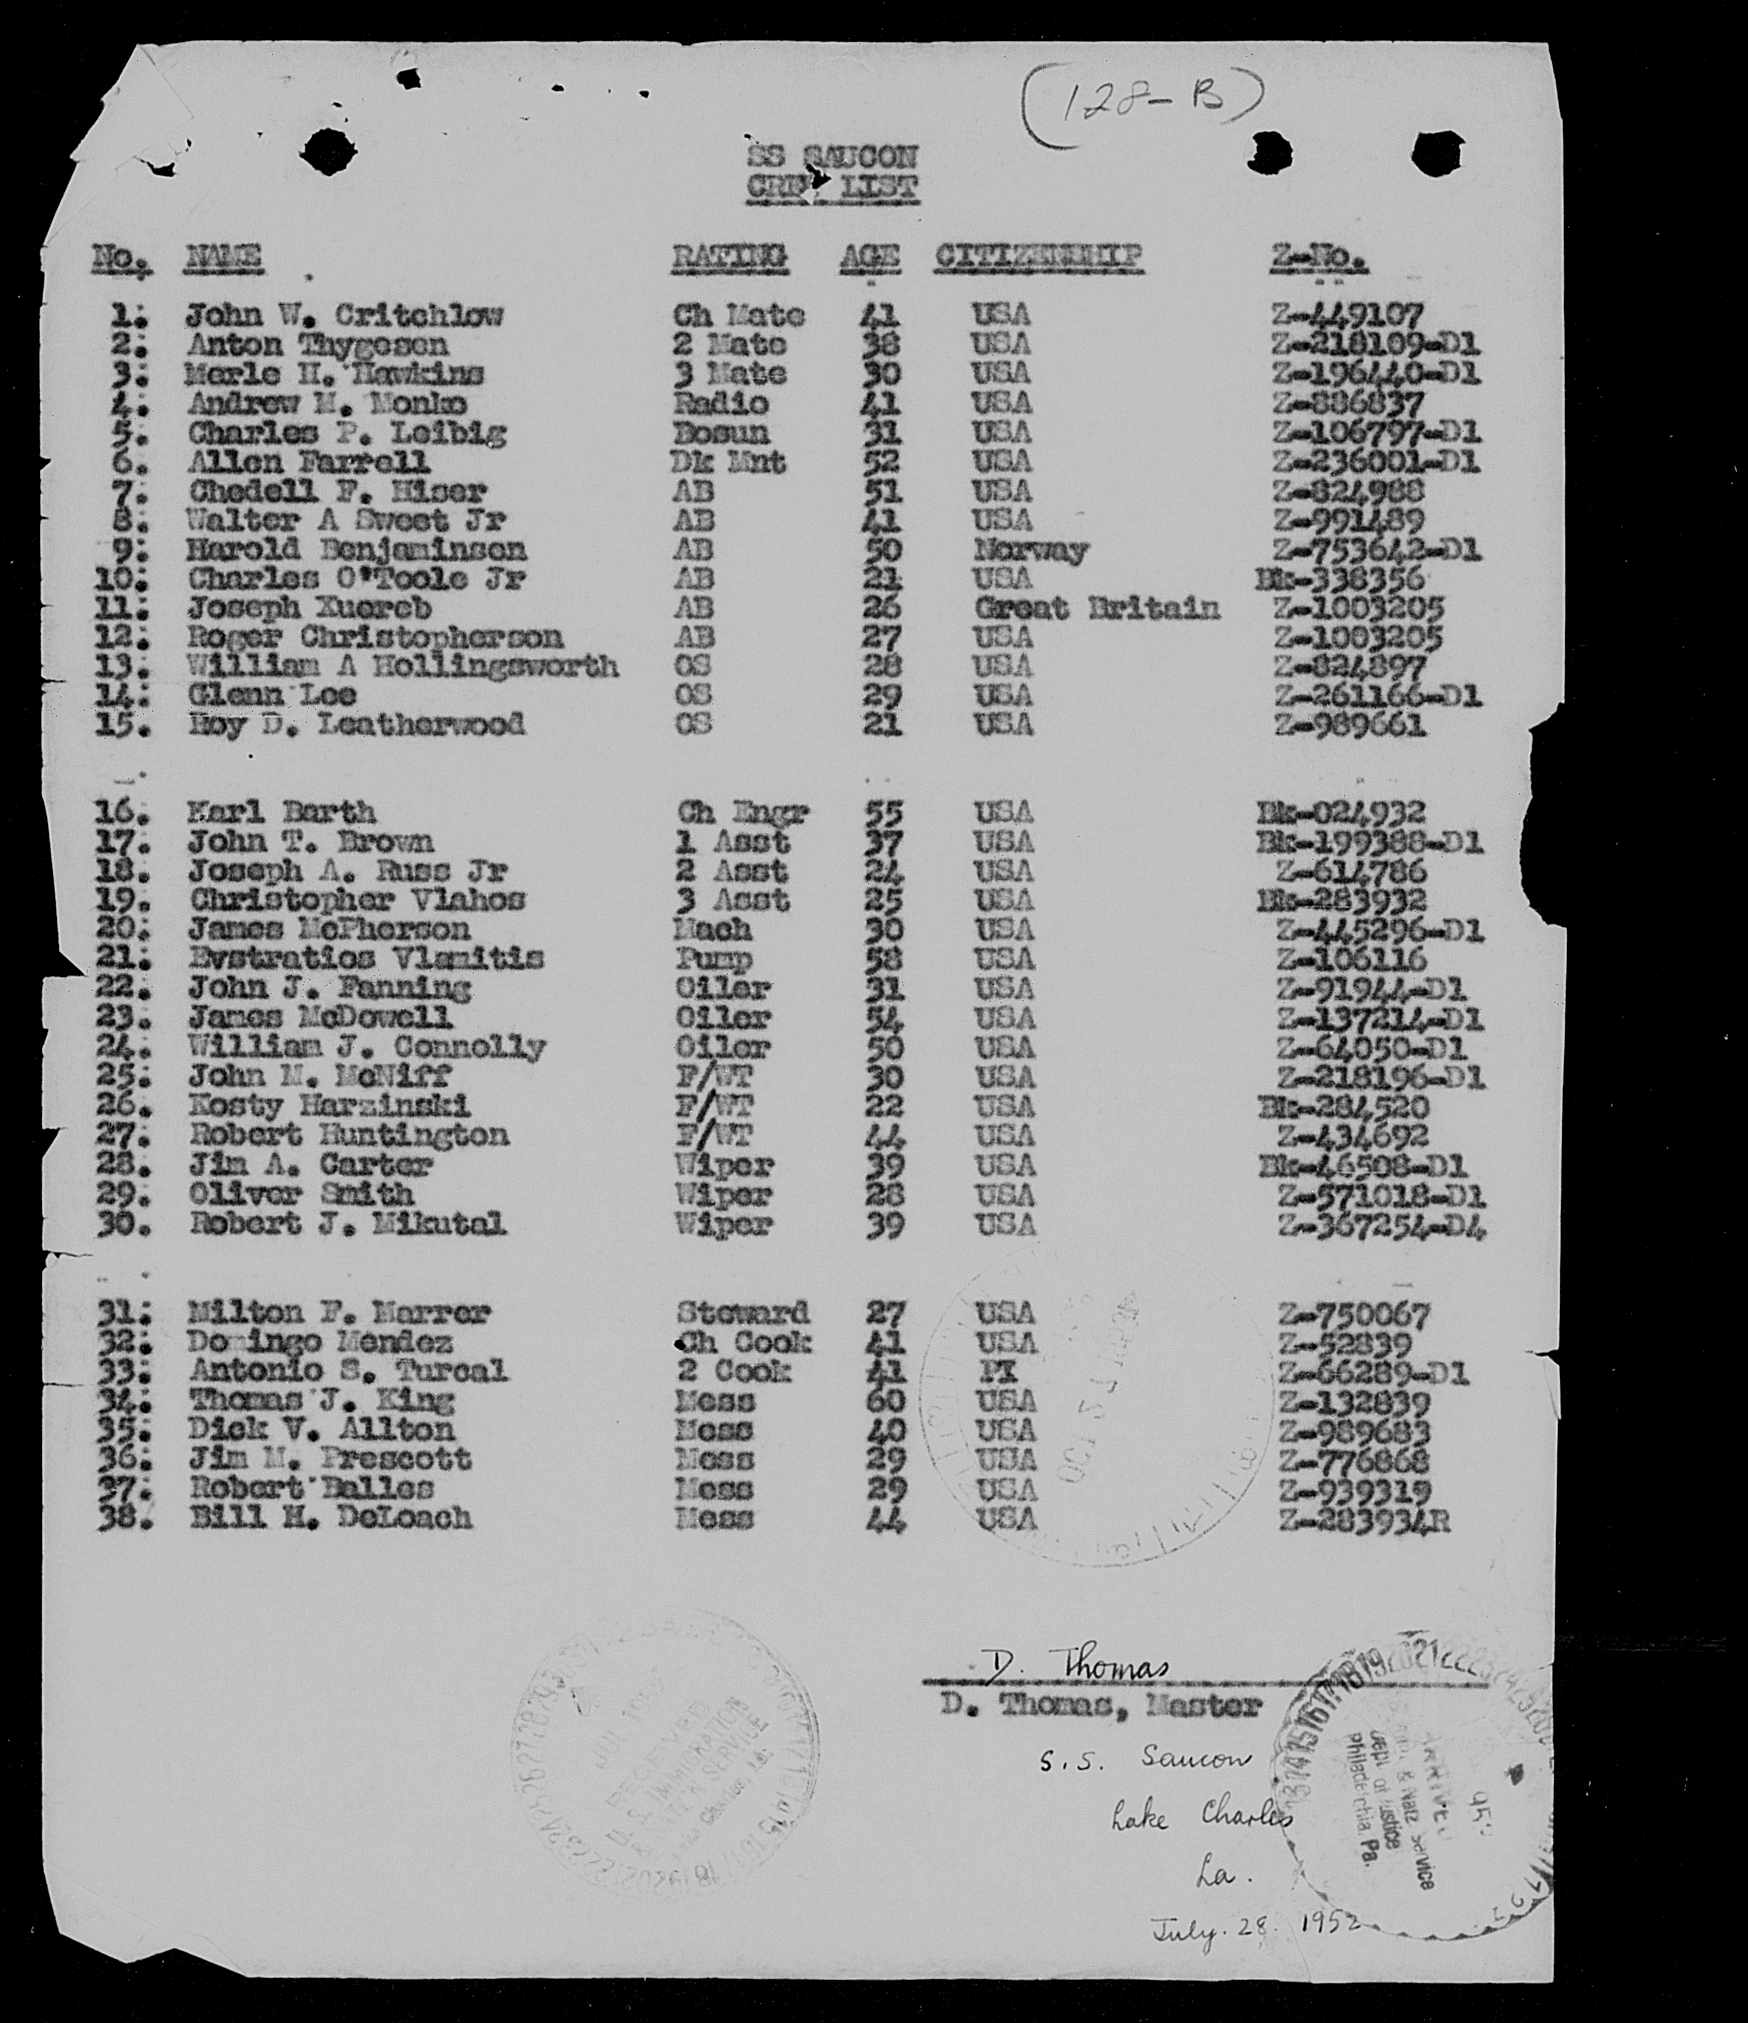 (128-B)
SS SAUCON
CREW LIST
No. NAME RATING AGE CITIZENSHIP Z-No.
1. John W. Critchlow Ch Mate 41 USA Z-449107
2. Anton Thygesen 2 Mate 38 USA Z-218109-D1
3. Merle H. Hawkins 3 Mate 30 USA Z-196440-D1
4. Andrew M. Monko Radio 41 USA Z-886837
5. Charles P. Leibig Bosun 31 USA Z-106797-D1
6. Allen Farrell Dk Mnt 52 USA Z-236001-D1
7. Chedell F. Hiser AB 51 USA Z-824988
8. Walter A Sweet Jr AB 41 USA Z-991489
9. Harold Benjaminsen AB 50 Norway Z-753642-D1
10. Charles O'Toole Jr AB 21 USA Bk-338356
11. Joseph Xuereb AB 26 Great Britain Z-1003205
12. Roger Christopherson AB 27 USA Z-1003205
13. William A Hollingsworth OS 28 USA Z-824897
14. Glenn Lee OS 29 USA Z-261166-D1
15. Roy D. Leatherwood OS 21 USA Z-989661
16. Karl Barth Ch Engr 55 USA Bk-024932
17. John T. Brown 1 Asst 37 USA Bk-199388-D1
18. Joseph A. Russ Jr 2 Asst 24 USA Z-614786
19. Christopher Vlahos 3 Asst 25 USA Bk-283932
20. James McPherson Mach 30 USA Z-445296-D1
21. Evstratios Vlamitis Pump 58 USA Z-106116
22. John J. Fanning Oiler 31 USA Z-91944-D1
23. James McDowell Oiler 54 USA Z-137214-D1
24. William J. Connolly Oiler 50 USA Z-64050-D1
25. John M. McNiff F/WT 30 USA Z-218196-D1
26. Kosty Harzinski F/WT 22 USA Bk-284520
27. Robert Huntington F/WT 44 USA Z-434692
28. Jim A. Carter Wiper 39 USA Bk-46508-D1
29. Oliver Smith Wiper 28 USA Z-571018-D1
30. Robert J. Mikutal Wiper 39 USA Z-367254-D4
31. Milton F. Marrer Steward 27 USA Z-750067
32. Domingo Mendez Ch Cook 41 USA Z-52839
33. Antonio S. Turcal 2 Cook 41 PI Z-66289-D1
34. Thomas J. King Mess 60 USA Z-132839
35. Dick V. Allton Mess 40 USA Z-989683
36. Jim M. Prescott Mess 29 USA Z-776868
37. Robert Balles Mess 29 USA Z-939319
38. Bill H. DeLoach Mess 44 USA Z-283934R
D. Thomas
D. Thomas, Master
S.S. Saucon
Lake Charles
La.
July. 28. 1952
RECEIVED
U.S. IMMIGRATION
SERVICE
ARRIVED
& Natz Service
Dept of Justice
Philadelphia Pa.